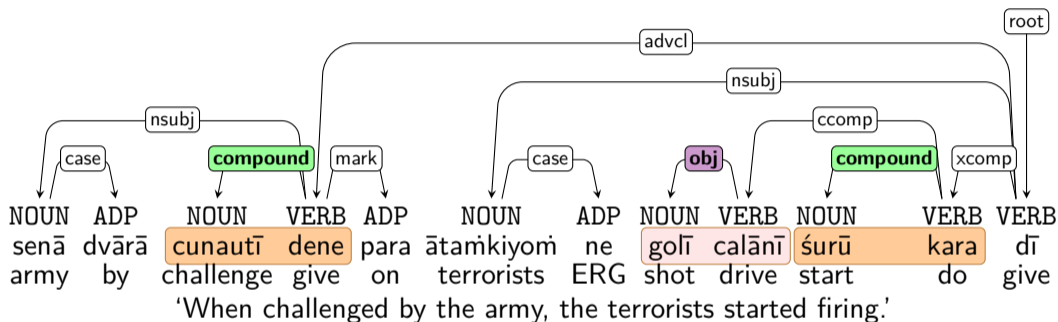 root
advcl
nsubj
nsubj ccomp
case compound mark case obj compound xcomp
NOUN ADP NOUN VERB ADP NOUN ADP NOUN VERB NOUN VERB VERB
senā dvārā cunautī dene para ātaṁkiyoṁ ne golī calānī śurū kara dī
army by challenge give on terrorists ERG shot drive start do give
‘When challenged by the army, the terrorists started firing.’